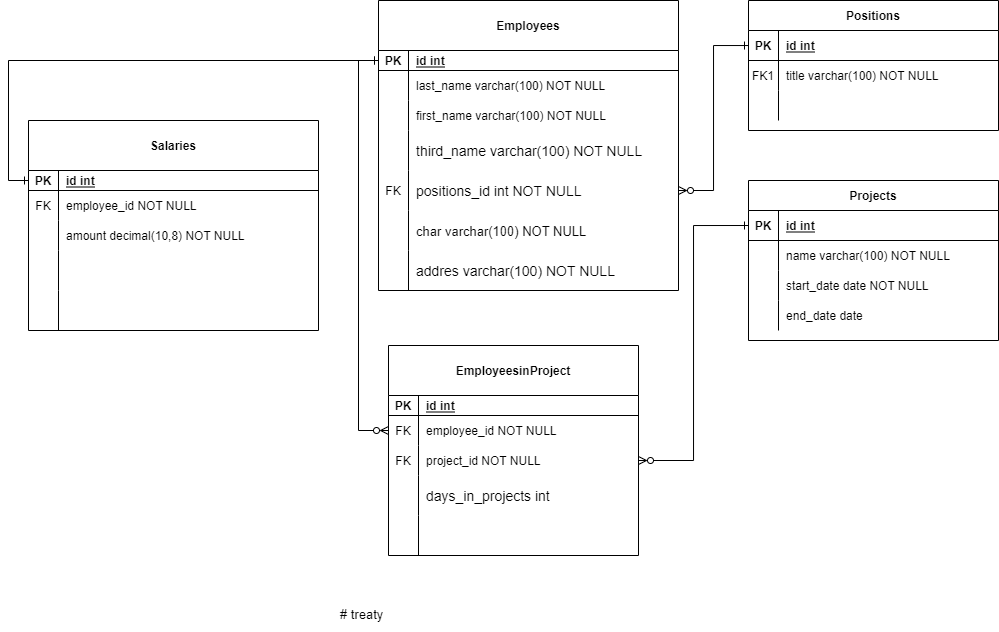 Employees
PK id int
last_name varchar(100) NOT NULL
first_name varchar(100) NOT NULL
third_name varchar(100) NOT NULL
FK positions_id int NOT NULL
char varchar(100) NOT NULL
addres varchar(100) NOT NULL
Positions
PK id int
FK1 title varchar(100) NOT NULL
Salaries
PK id int
FK employee_id NOT NULL
amount decimal(10,8) NOT NULL
Projects
PK id int
name varchar(100) NOT NULL
start_date date NOT NULL
end_date date
EmployeesinProject
PK id int
FK employee_id NOT NULL
FK project_id NOT NULL
days_in_projects int
# treaty